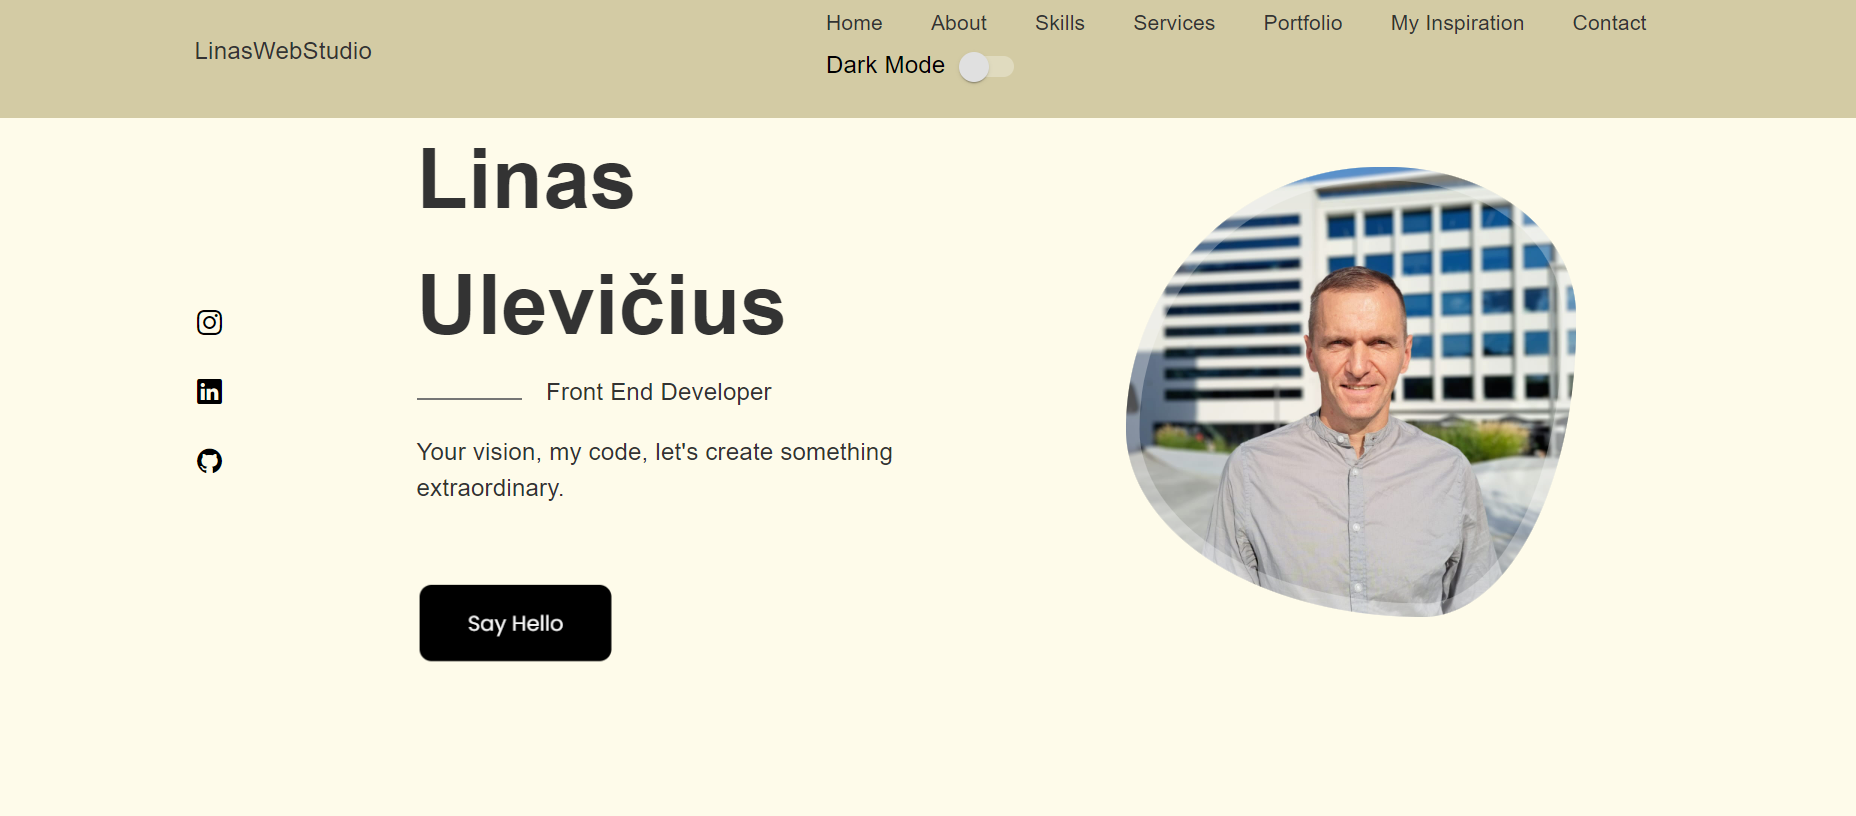 LinasWebStudio
Home About Skills Services Portfolio My Inspiration Contact
Dark Mode
Linas
Ulevičius
Front End Developer
Your vision, my code, let's create something
extraordinary.
Say Hello